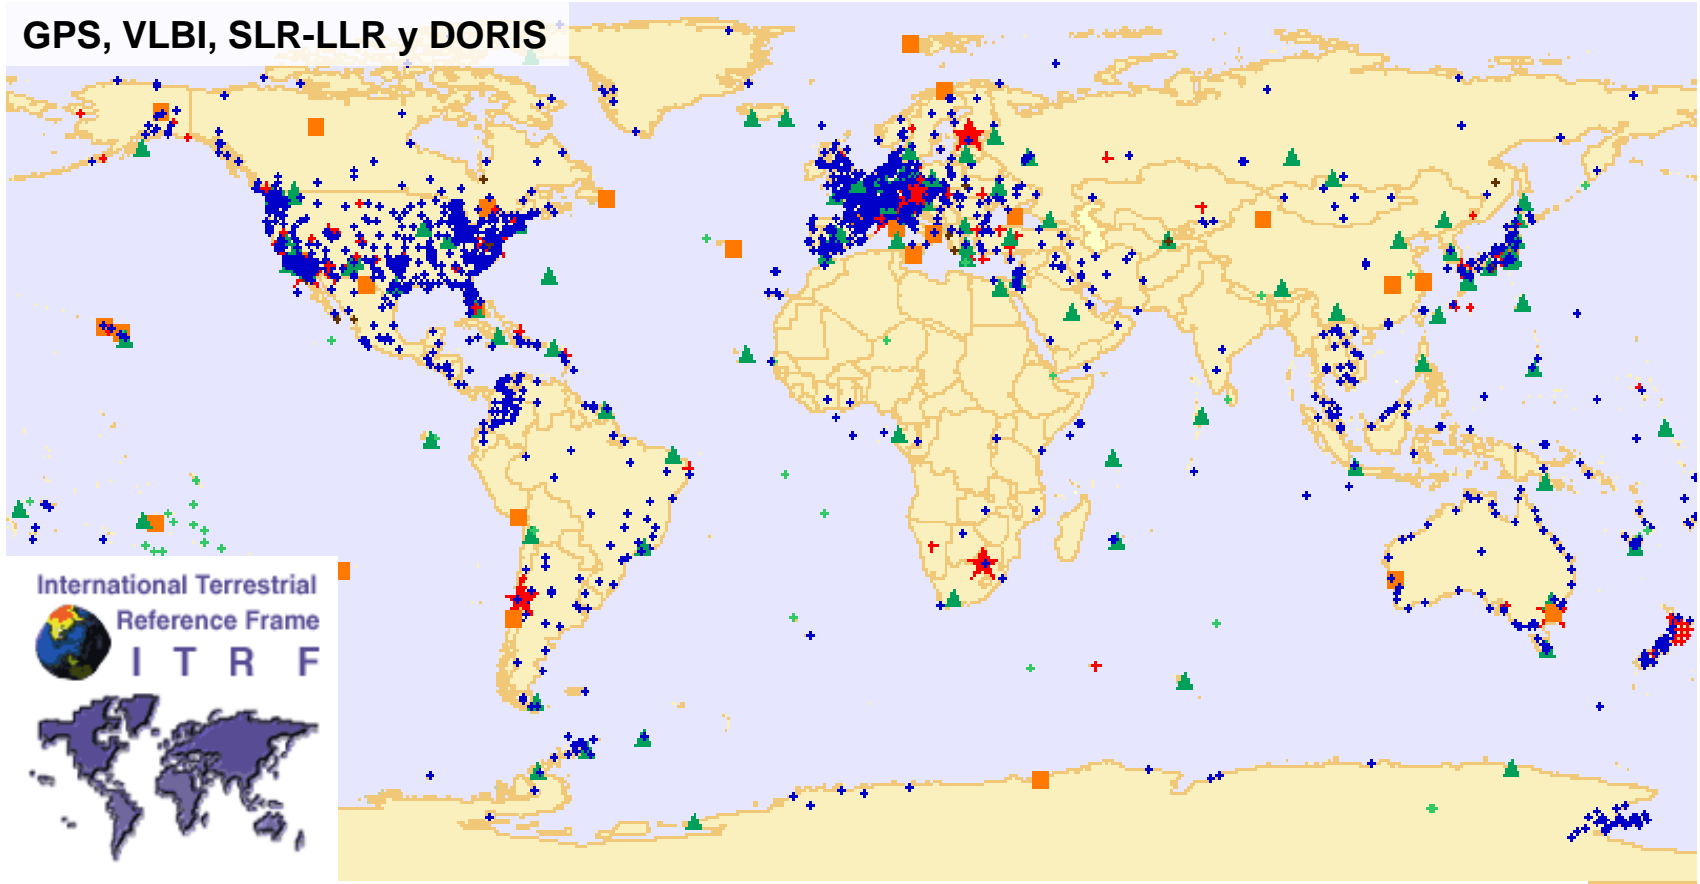 GPS, VLBI, SLR-LLR y DORIS
International Terrestrial
Reference Frame
I T R F